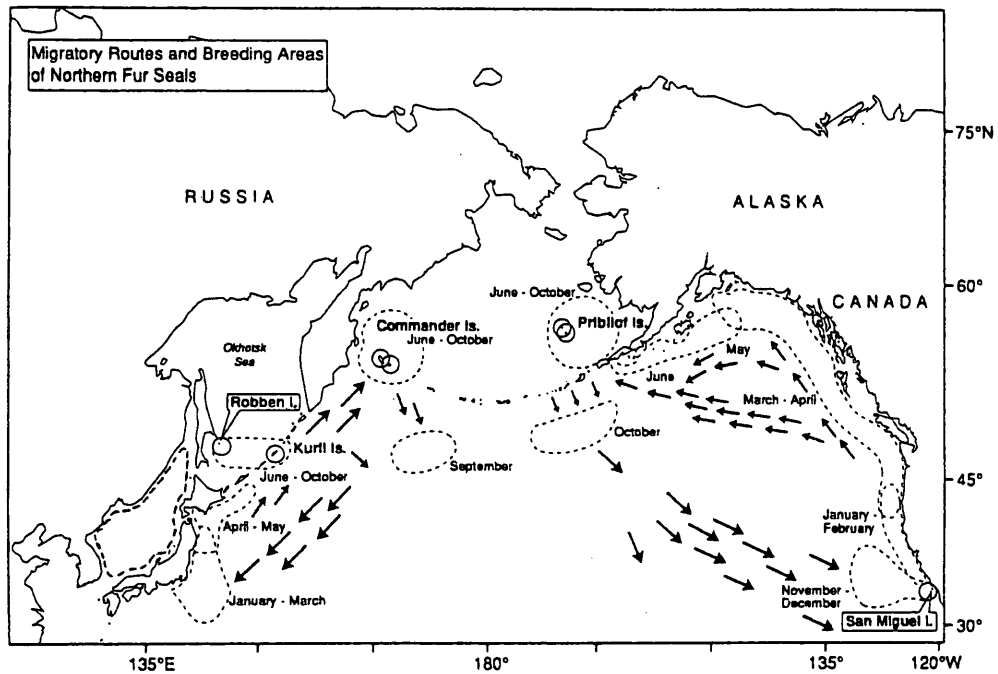 Migratory Routes and Breeding Areas
of Northern Fur Seals
75°N
RUSSIA
ALASKA
60°
CANADA
June - October
Pribilof Is.
Commander Is.
June - October
Okhotsk
Sea
May
June
March - April
Robben I.
October
Kuril Is.
September
45°
June - October
January -
February
April - May
November -
December
January - March
San Miguel I.
30°
135°E
180°
135°
120°W